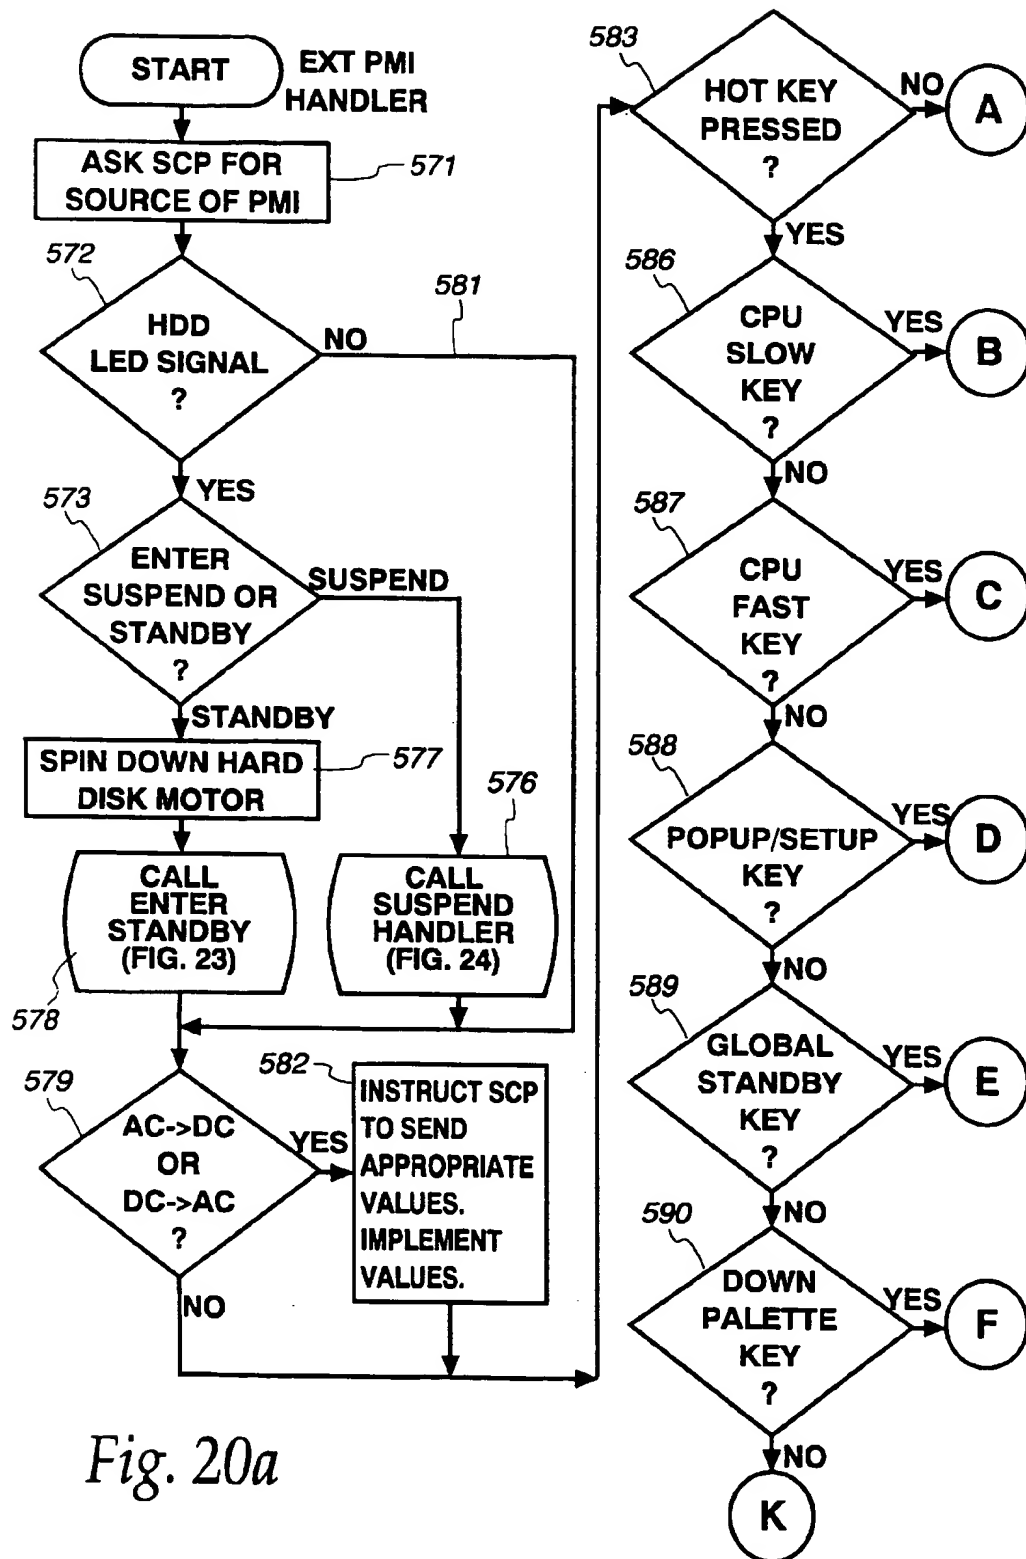 START
EXT PMI
HANDLER
ASK SCP FOR
SOURCE OF PMI
571
572
HDD
LED SIGNAL
?
NO
581
YES
573
ENTER
SUSPEND OR
STANDBY
?
SUSPEND
STANDBY
SPIN DOWN HARD
DISK MOTOR
577
576
CALL
ENTER
STANDBY
(FIG. 23)
578
CALL
SUSPEND
HANDLER
(FIG. 24)
579
AC->DC
OR
DC->AC
?
YES
582
INSTRUCT SCP
TO SEND
APPROPRIATE
VALUES.
IMPLEMENT
VALUES.
NO
583
HOT KEY
PRESSED
?
NO
A
YES
586
CPU
SLOW
KEY
?
YES
B
NO
587
CPU
FAST
KEY
?
YES
C
NO
588
POPUP/SETUP
KEY
?
YES
D
NO
589
GLOBAL
STANDBY
KEY
?
YES
E
NO
590
DOWN
PALETTE
KEY
?
YES
F
NO
K
Fig. 20a